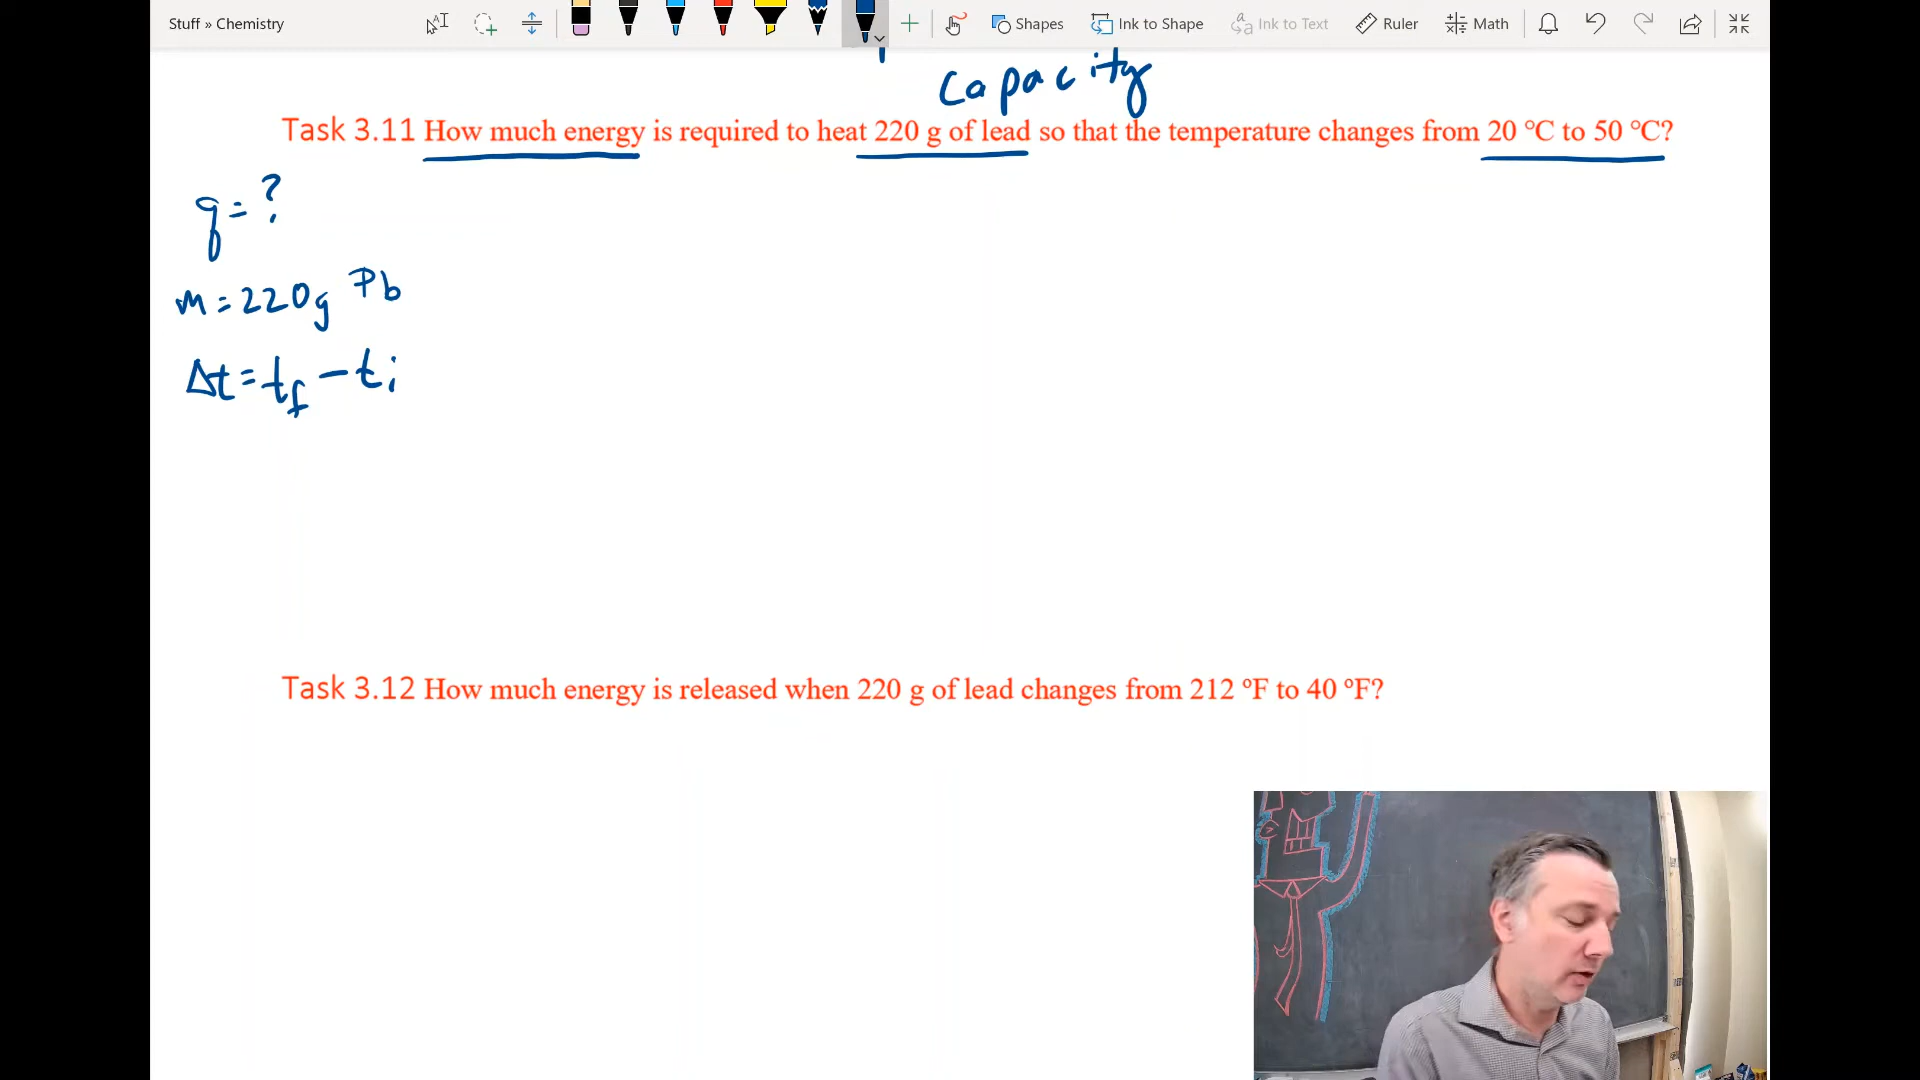 Stuff » Chemistry
Shapes
Ink to Shape
Ink to Text
Ruler
Math
Capacity
Task 3.11 How much energy is required to heat 220 g of lead so that the temperature changes from 20 °C to 50 °C?
q = ?
m = 220g Pb
Δt = tf - ti
Task 3.12 How much energy is released when 220 g of lead changes from 212 °F to 40 °F?